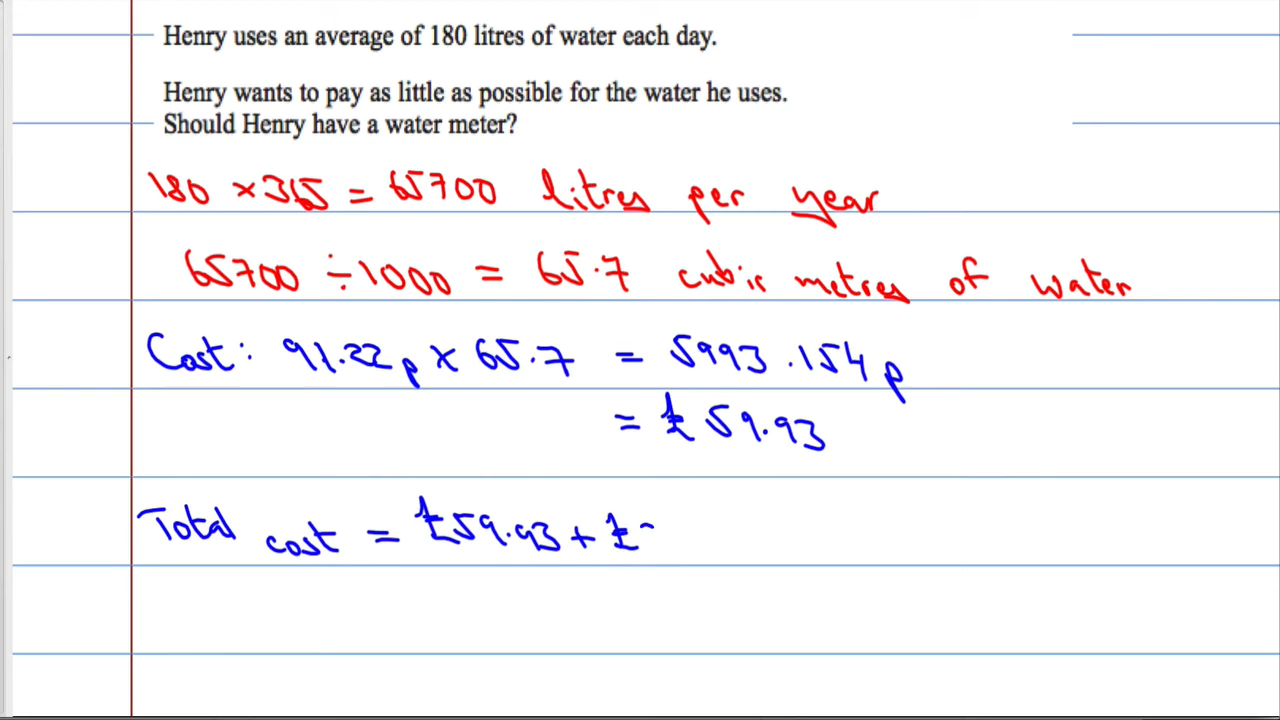 Henry uses an average of 180 litres of water each day.
Henry wants to pay as little as possible for the water he uses.
Should Henry have a water meter?
180 × 365 = 65700 litres per year
65700 ÷ 1000 = 65.7 cubic metres of water
Cost: 91.22p × 65.7 = 5993.154p
= £59.93
Total cost = £59.93 + £